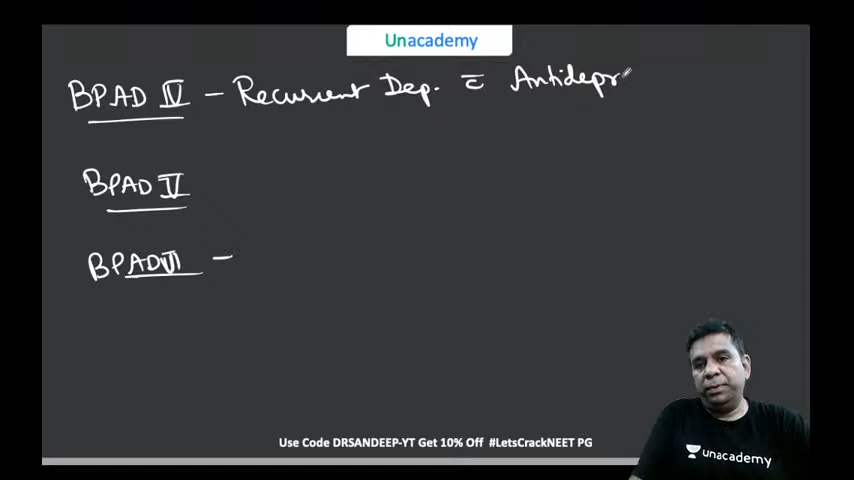 Unacademy
BPAD IV - Recurrent Dep. c̄ Antidepr
BPAD V
BPAD VI -
unacademy
Use Code DRSANDEEP-YT Get 10% Off #LetsCrackNEET PG